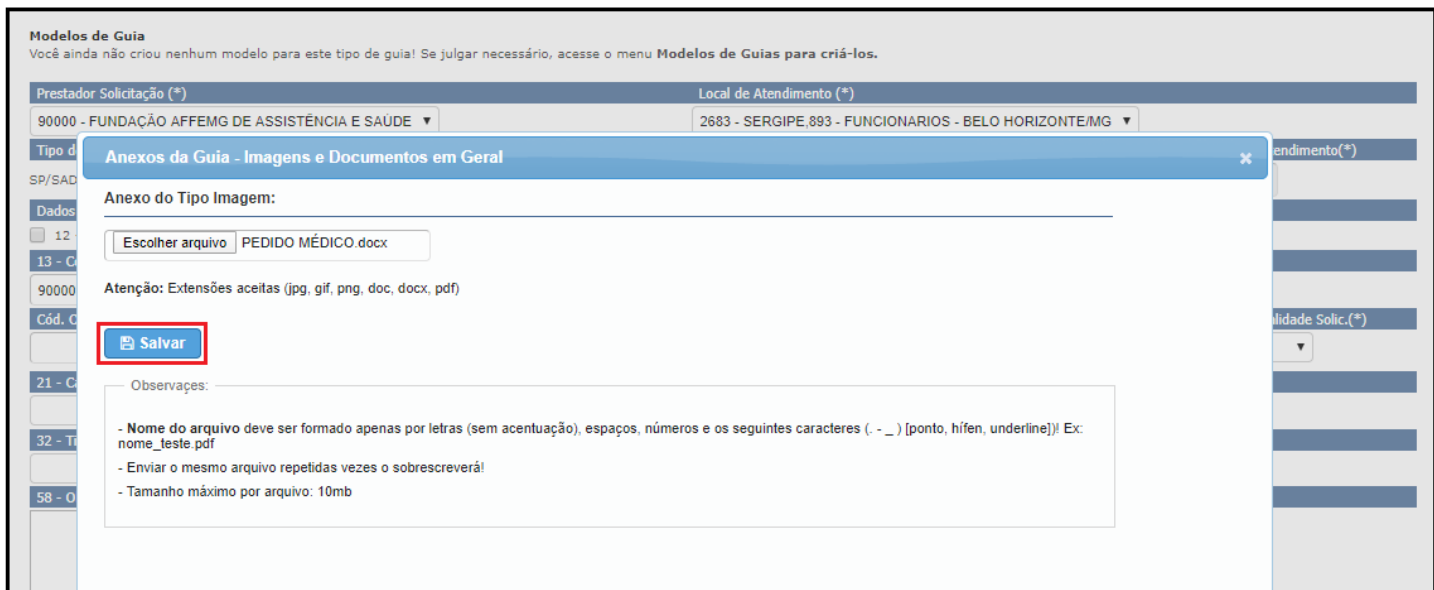 Modelos de Guia
Você ainda não criou nenhum modelo para este tipo de guia! Se julgar necessário, acesse o menu Modelos de Guias para criá-los.
Prestador Solicitação (*) Local de Atendimento (*)
90000 - FUNDAÇÃO AFFEMG DE ASSISTÊNCIA E SAÚDE ▼ 2683 - SERGIPE,893 - FUNCIONARIOS - BELO HORIZONTE/MG ▼
Tipo d endimento(*)
Anexos da Guia - Imagens e Documentos em Geral
SP/SAD
Anexo do Tipo Imagem:
Dados
12
Escolher arquivo PEDIDO MÉDICO.docx
13 - C
90000
Atenção: Extensões aceitas (jpg, gif, png, doc, docx, pdf)
Cód. O lidade Solic.(*)
Salvar
21 - C
Observaçes:
- Nome do arquivo deve ser formado apenas por letras (sem acentuação), espaços, números e os seguintes caracteres (. - _ ) [ponto, hífen, underline])! Ex:
nome_teste.pdf
32 - Ti
- Enviar o mesmo arquivo repetidas vezes o sobrescreverá!
- Tamanho máximo por arquivo: 10mb
58 - O